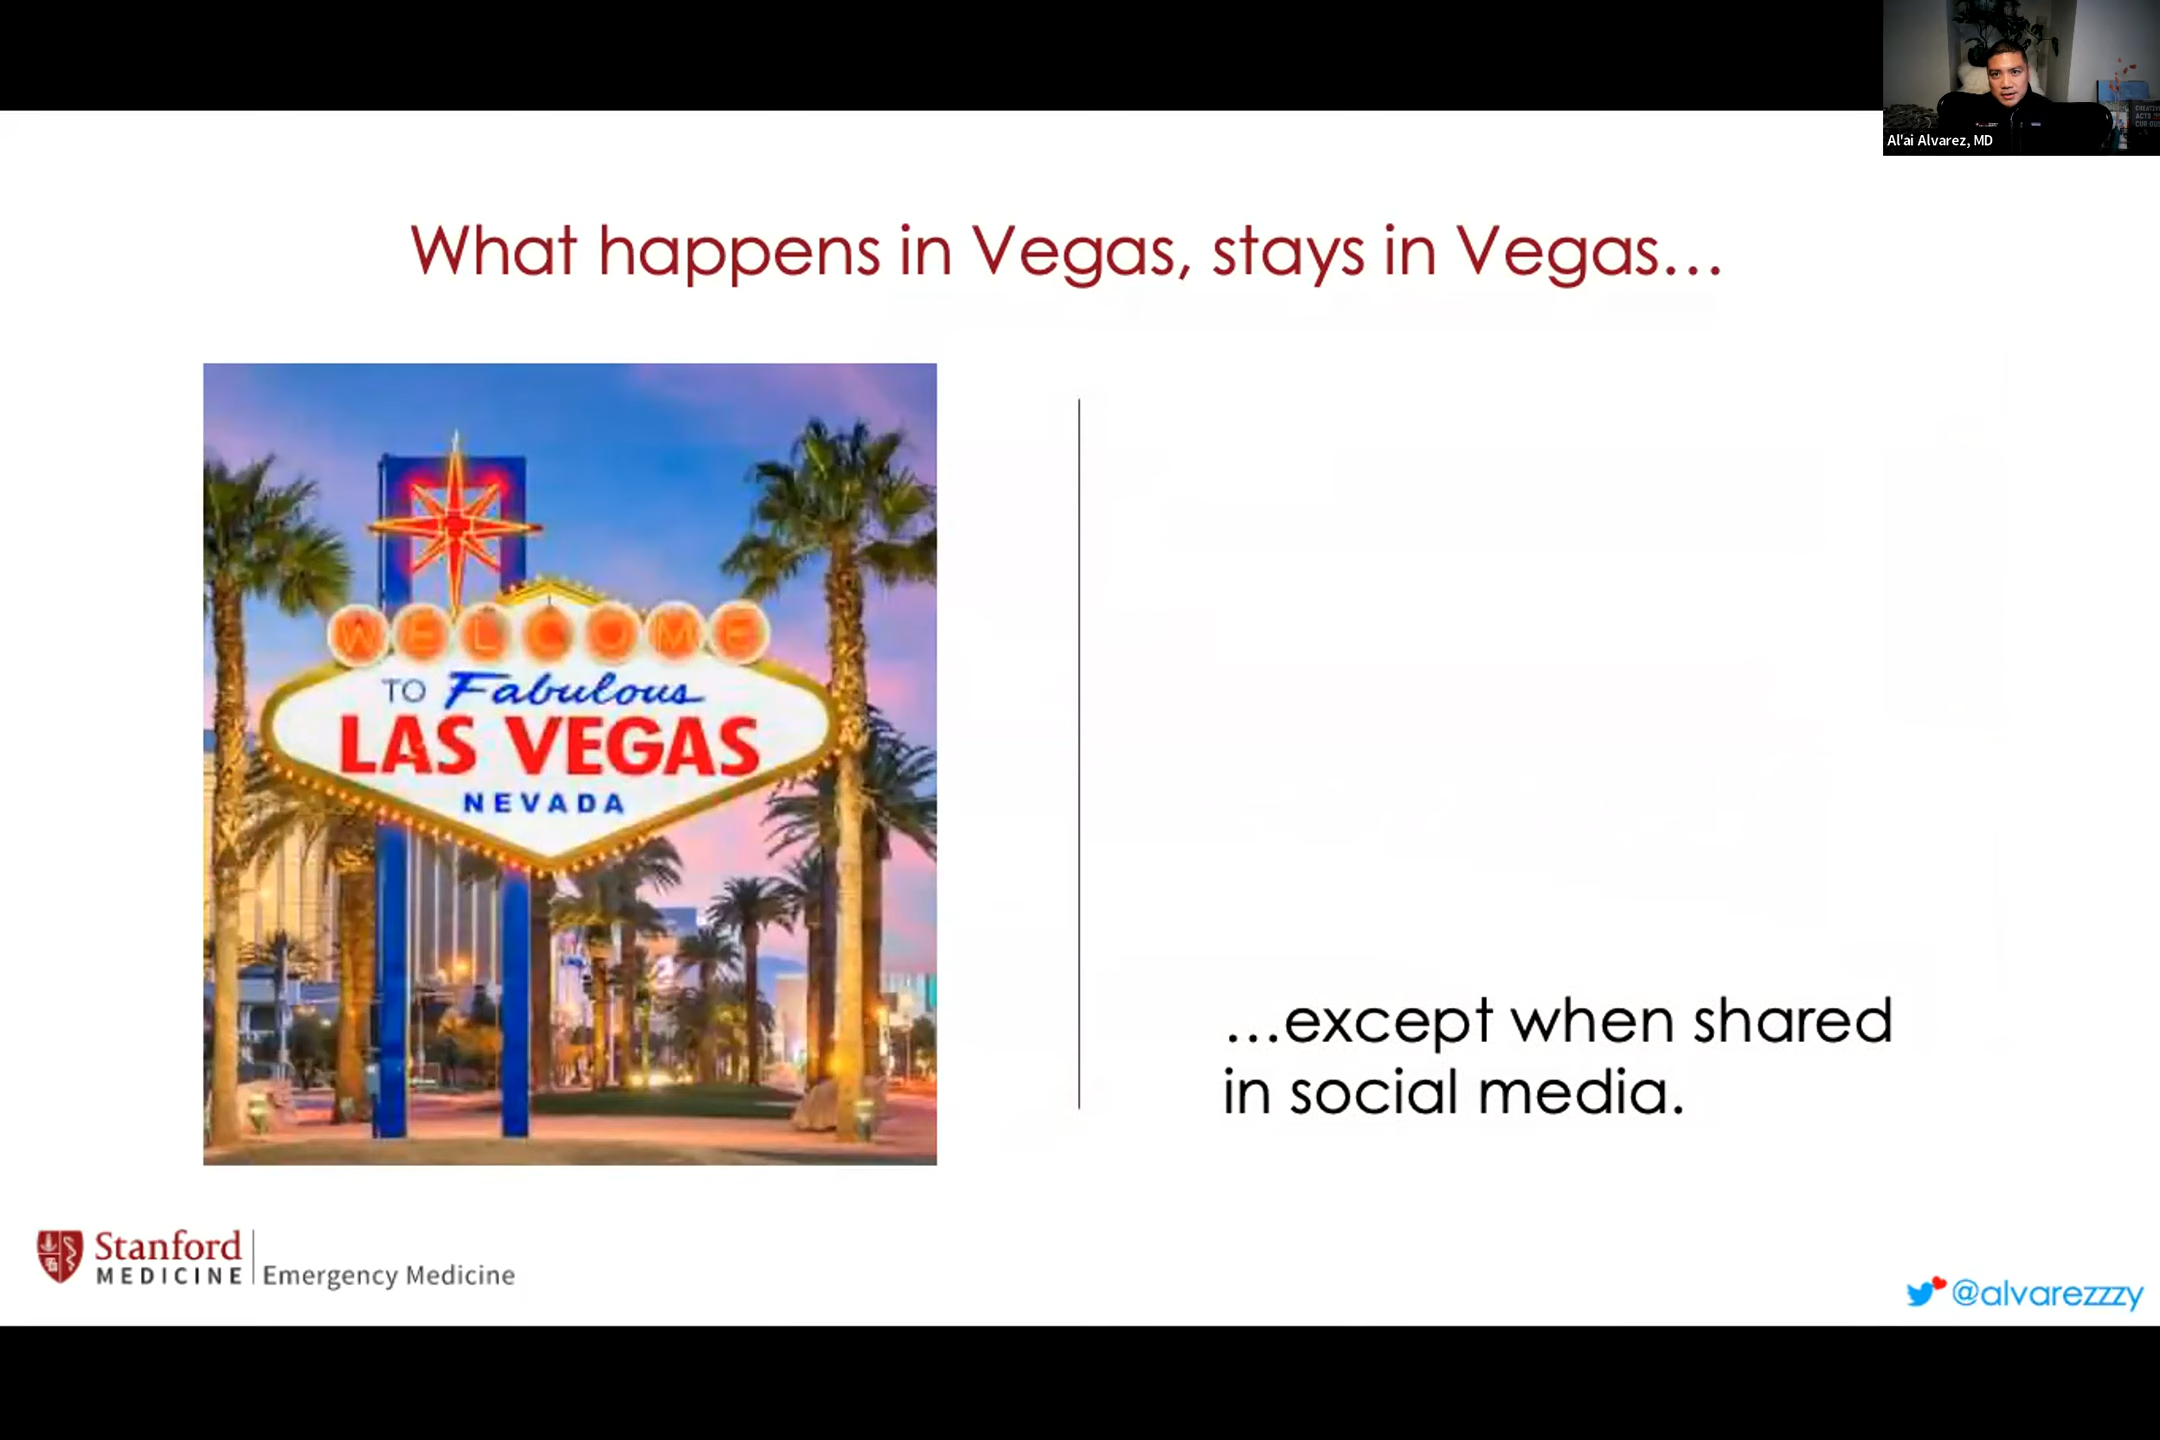 Al'ai Alvarez, MD
What happens in Vegas, stays in Vegas...
WELCOME
TO Fabulous
LAS VEGAS
NEVADA
...except when shared
in social media.
Stanford
MEDICINE
Emergency Medicine
@alvarezzzy